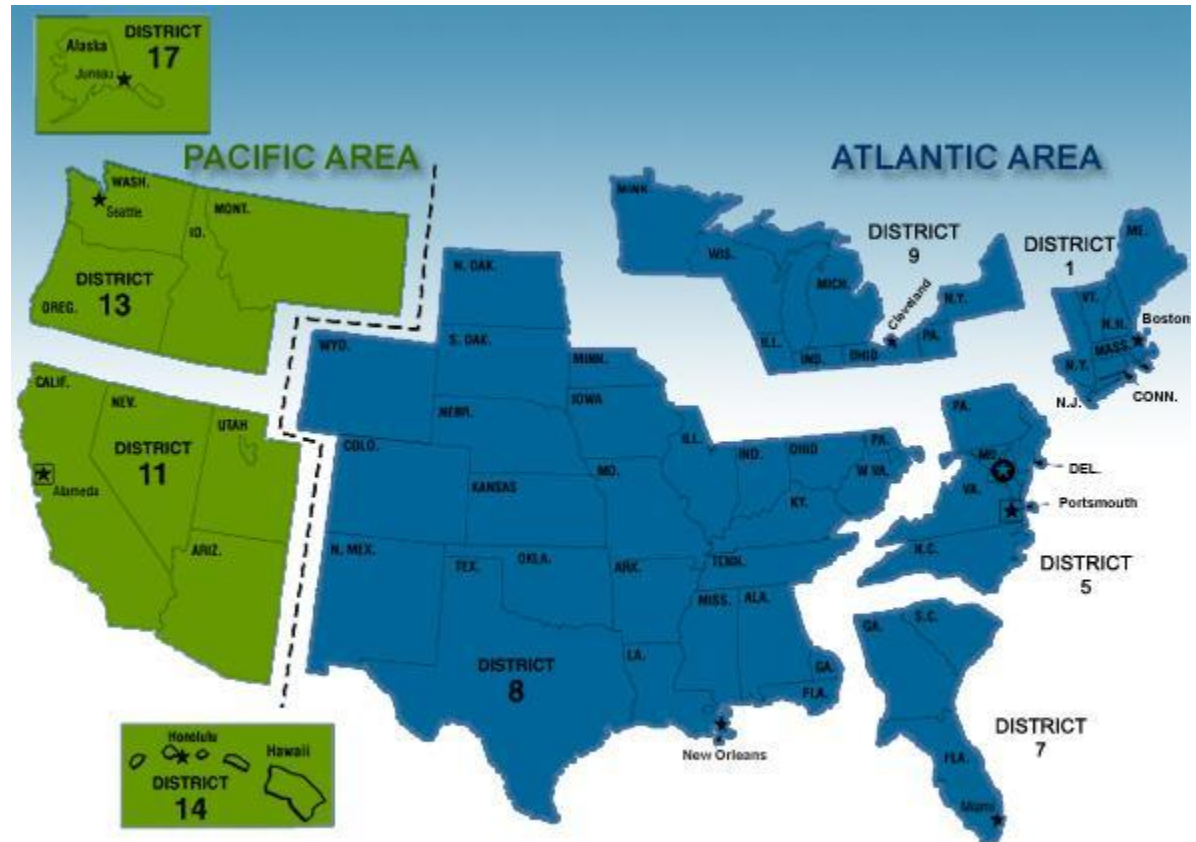 DISTRICT
17
Alaska
Junsau
PACIFIC AREA
ATLANTIC AREA
WASH.
Seattle
MONT.
ID.
DISTRICT
13
OREG.
CALIF.
NEV.
UTAH
DISTRICT
11
Alameda
ARIZ.
Honolulu
Hawaii
DISTRICT
14
N. DAK.
S. DAK.
WYO.
MINN.
NEBR.
IOWA
COLO.
KANSAS
MO.
ILL.
IND.
OHIO
PA.
W VA.
KY.
N. MEX.
TEX.
OKLA.
ARK.
TENN.
MISS.
ALA.
GA.
LA.
FLA.
DISTRICT
8
New Orleans
MINN
WIS.
MICH.
ILL.
IND.
OHIO
PA.
N.Y.
Cleveland
DISTRICT
9
DISTRICT
1
ME.
VT.
N.H.
Boston
MASS.
N.Y.
N.J.
CONN.
PA.
MD.
DEL.
VA.
Portsmouth
N.C.
DISTRICT
5
GA.
S.C.
FLA.
Miami
DISTRICT
7